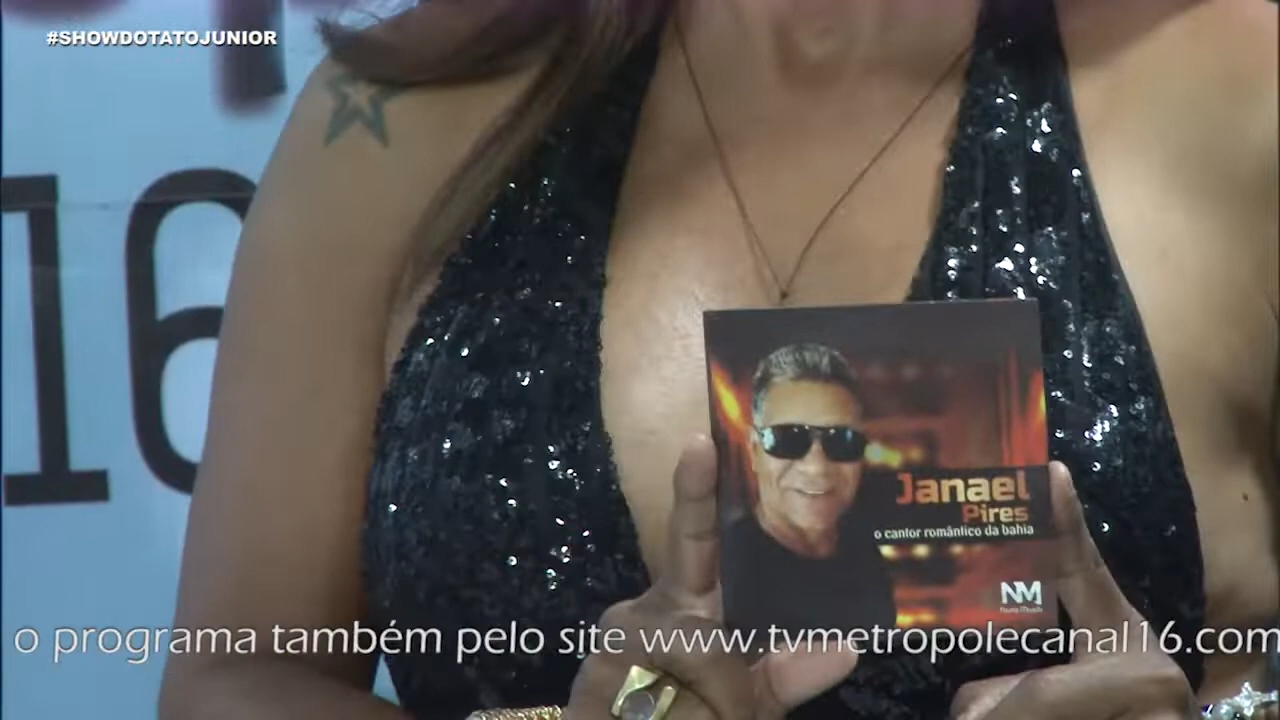 #SHOWDOTATOJUNIOR
16
Janael
Pires
o cantor romântico da bahia
NM
o programa também pelo site www.tvmetropolecanal16.com